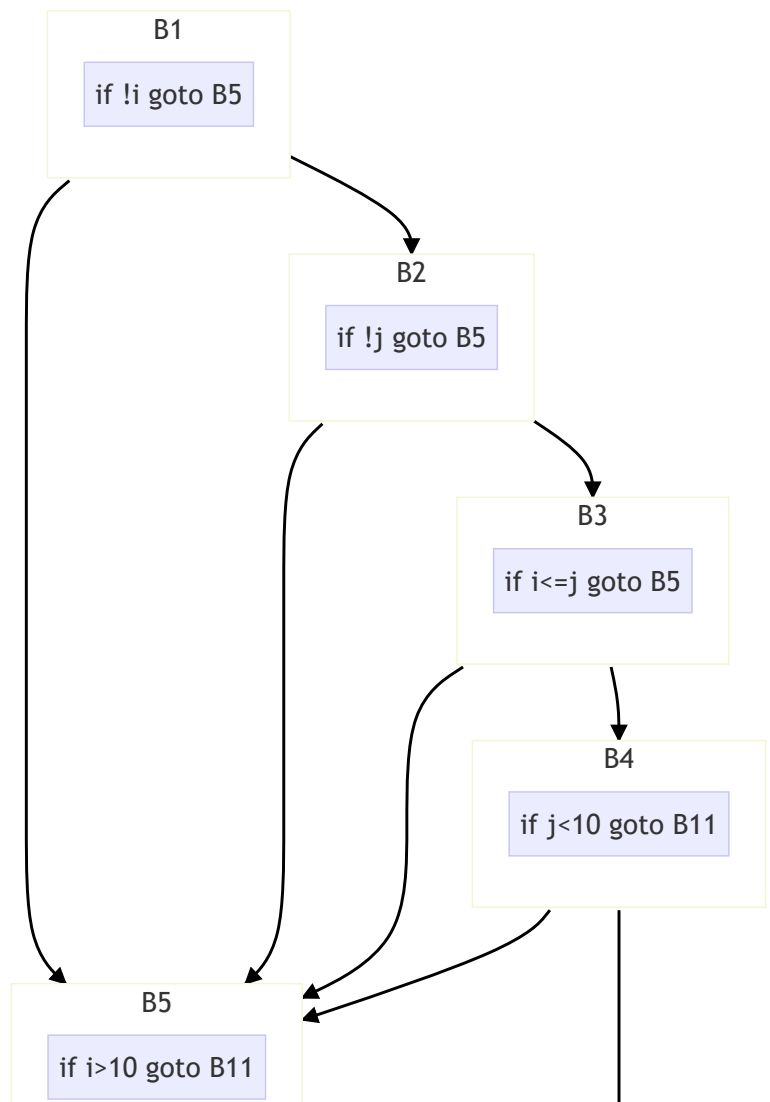 B1
if !i goto B5
B2
if !j goto B5
B3
if i<=j goto B5
B4
if j<10 goto B11
B5
if i>10 goto B11